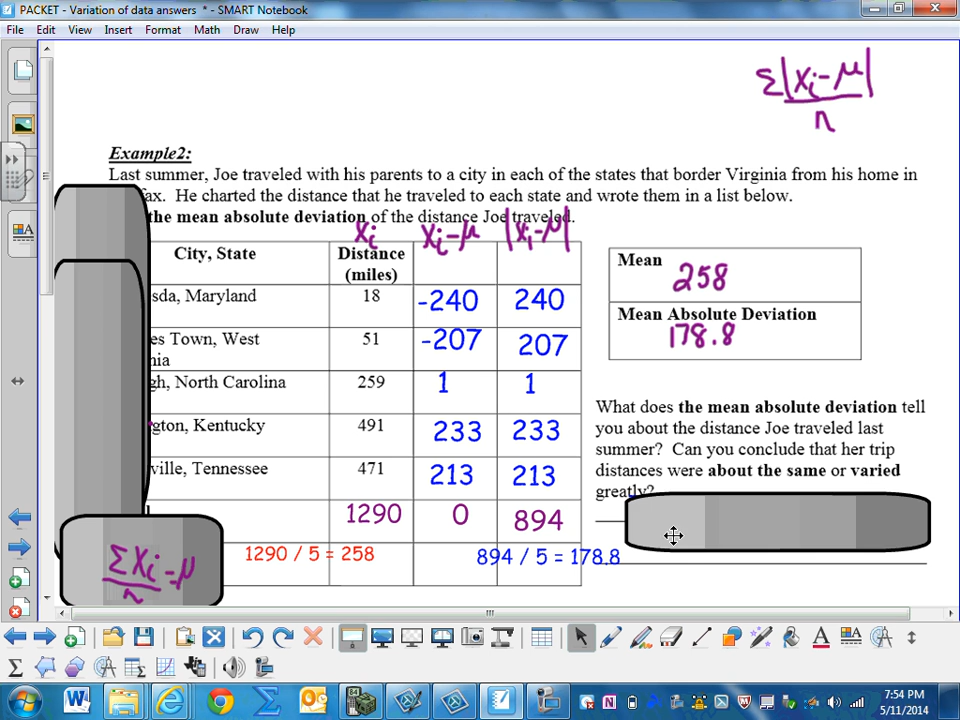 PACKET - Variation of data answers * - SMART Notebook
File Edit View Insert Format Math Draw Help
Σ|xi-μ|
n
Example2:
Last summer, Joe traveled with his parents to a city in each of the states that border Virginia from his home in
fax. He charted the distance that he traveled to each state and wrote them in a list below.
the mean absolute deviation of the distance Joe traveled.
xi xi-μ |xi-μ|
City, State Distance
(miles)
sda, Maryland 18 -240 240
es Town, West 51 -207 207
nia
gh, North Carolina 259 1 1
gton, Kentucky 491 233 233
ville, Tennessee 471 213 213
1290 0 894
1290 / 5 = 258 894 / 5 = 178.8
Σxi = μ
n
Mean
258
Mean Absolute Deviation
178.8
What does the mean absolute deviation tell
you about the distance Joe traveled last
summer? Can you conclude that her trip
distances were about the same or varied
greatly?
7:54 PM
5/11/2014